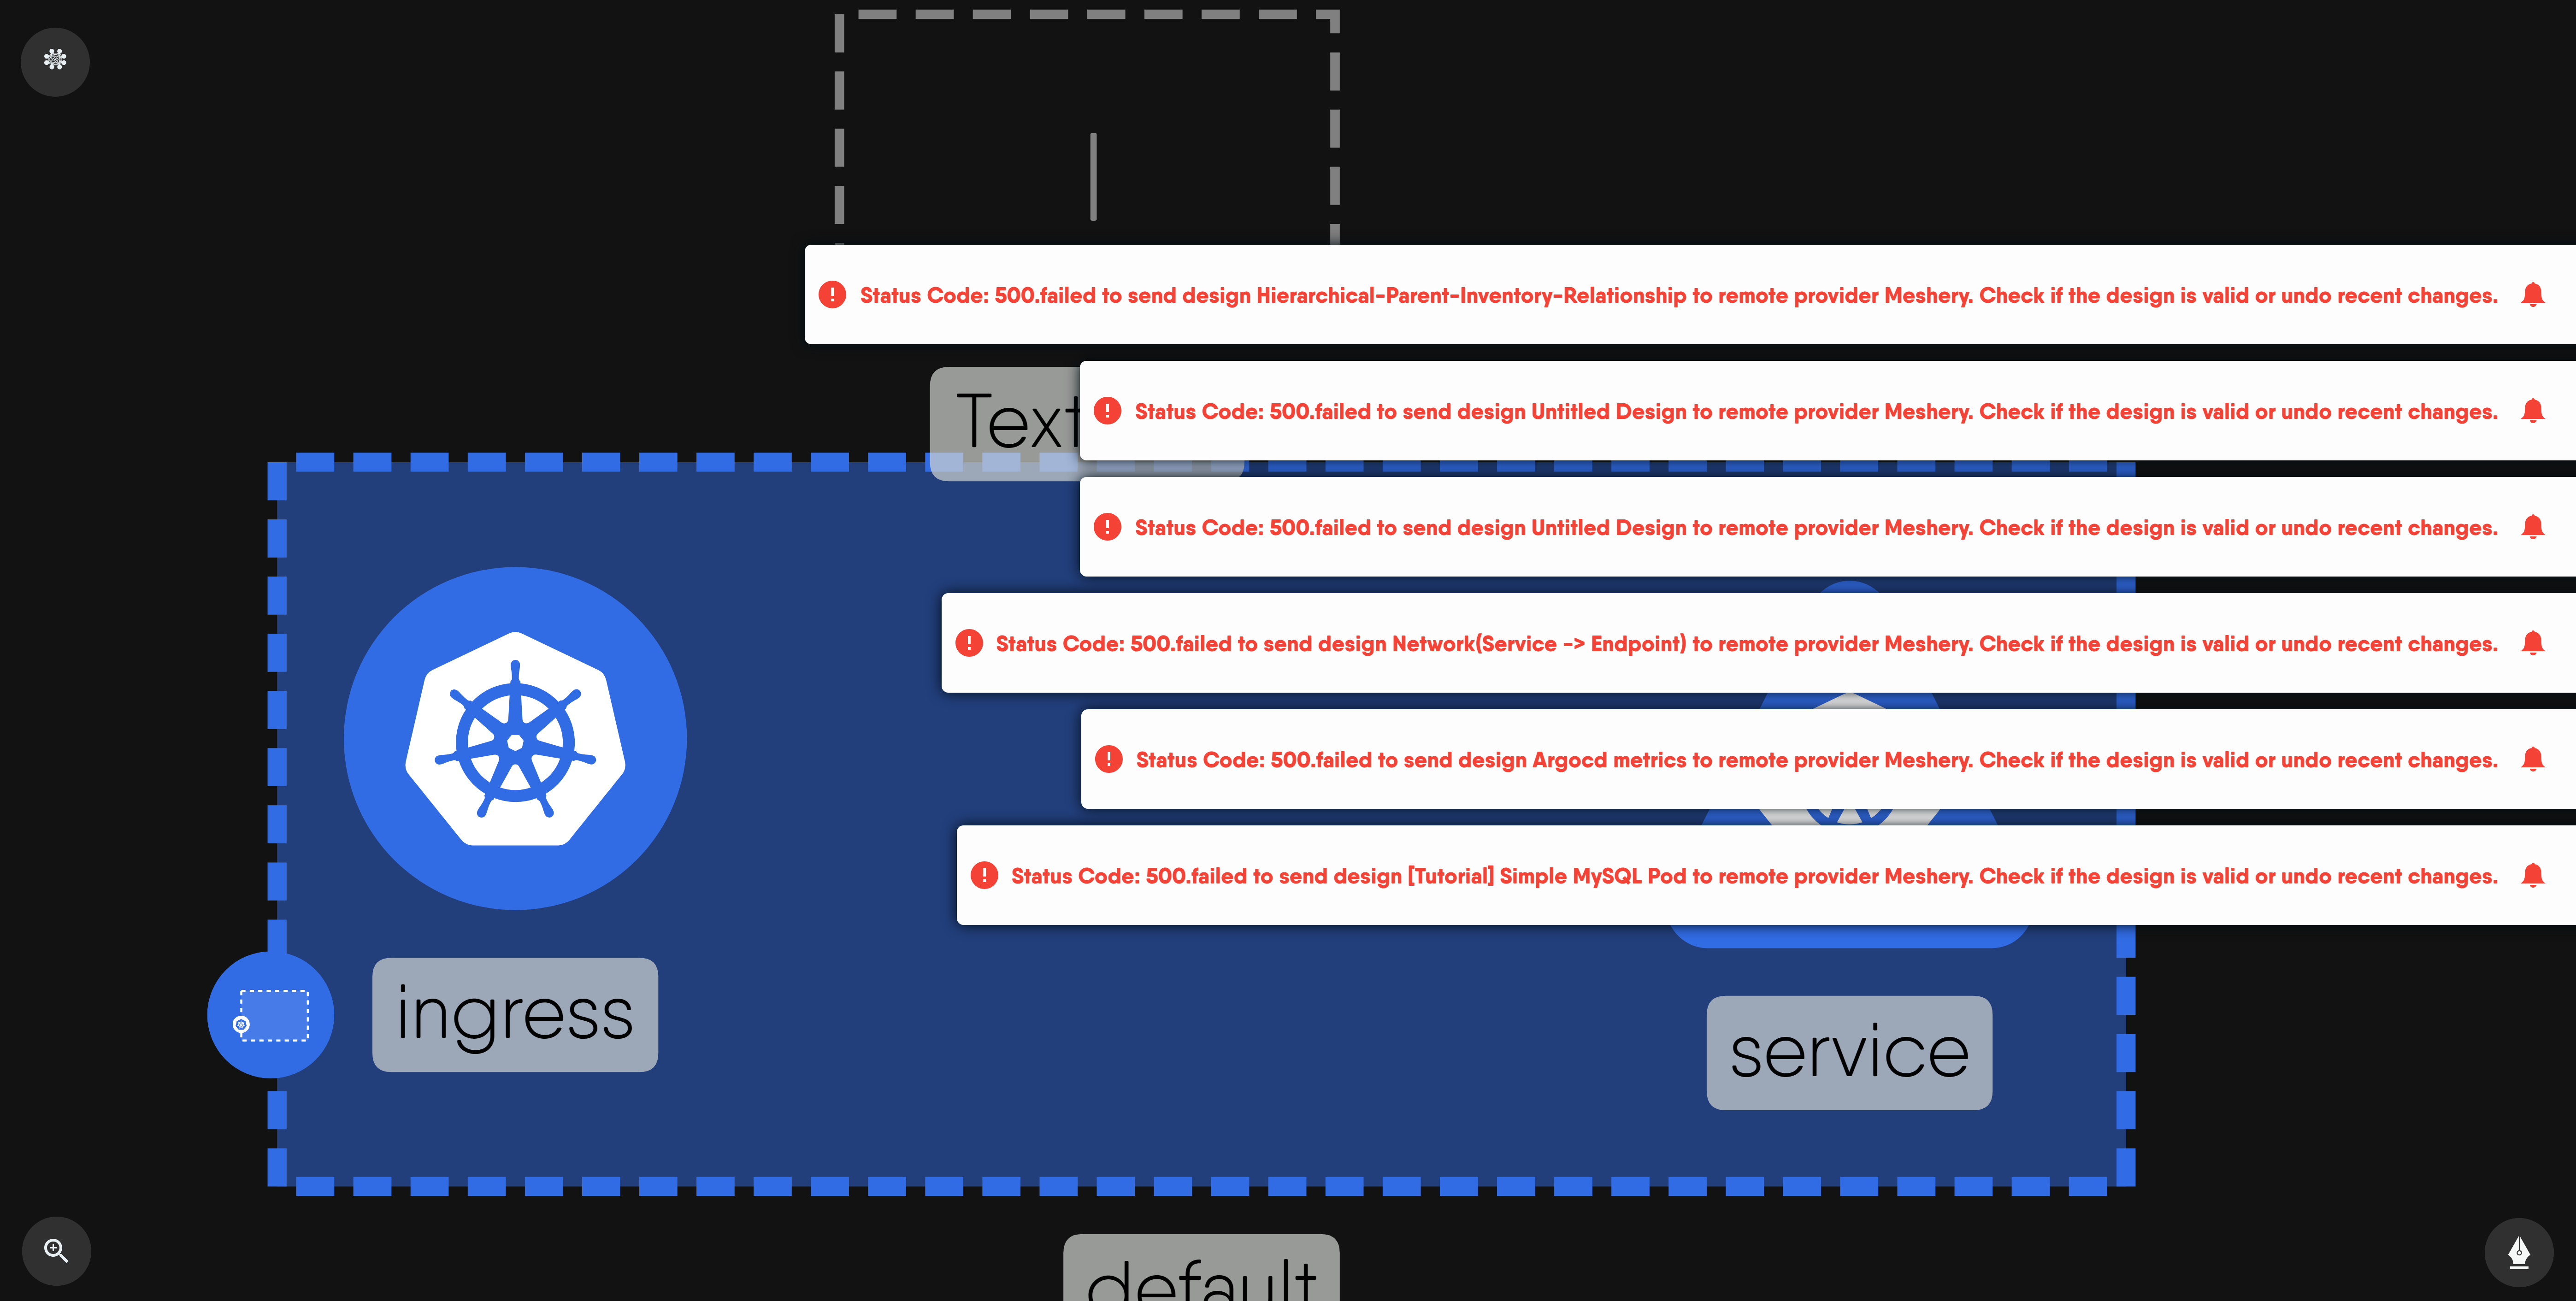 Status Code: 500.failed to send design Hierarchical-Parent-Inventory-Relationship to remote provider Meshery. Check if the design is valid or undo recent changes.
Text
Status Code: 500.failed to send design Untitled Design to remote provider Meshery. Check if the design is valid or undo recent changes.
Status Code: 500.failed to send design Untitled Design to remote provider Meshery. Check if the design is valid or undo recent changes.
Status Code: 500.failed to send design Network(Service -> Endpoint) to remote provider Meshery. Check if the design is valid or undo recent changes.
Status Code: 500.failed to send design Argocd metrics to remote provider Meshery. Check if the design is valid or undo recent changes.
Status Code: 500.failed to send design [Tutorial] Simple MySQL Pod to remote provider Meshery. Check if the design is valid or undo recent changes.
ingress
service
default